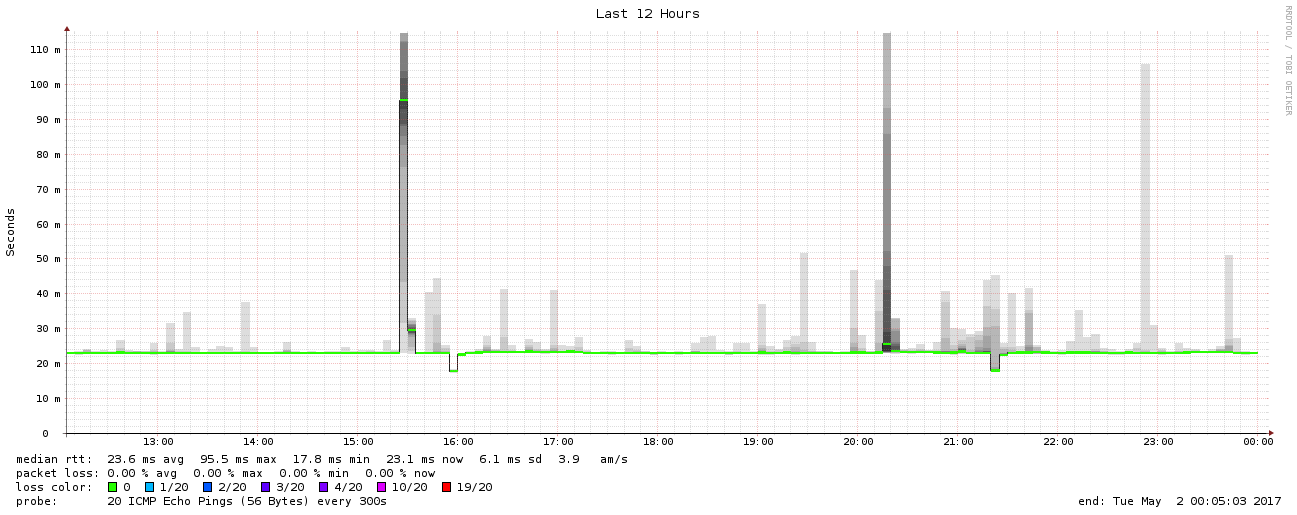 Last 12 Hours
RRDTOOL / TOBI OETIKER
Seconds
110 m
100 m
90 m
80 m
70 m
60 m
50 m
40 m
30 m
20 m
10 m
0
13:00 14:00 15:00 16:00 17:00 18:00 19:00 20:00 21:00 22:00 23:00 00:00
median rtt: 23.6 ms avg 95.5 ms max 17.8 ms min 23.1 ms now 6.1 ms sd 3.9 am/s
packet loss: 0.00 % avg 0.00 % max 0.00 % min 0.00 % now
loss color: 0 1/20 2/20 3/20 4/20 10/20 19/20
probe: 20 ICMP Echo Pings (56 Bytes) every 300s end: Tue May 2 00:05:03 2017